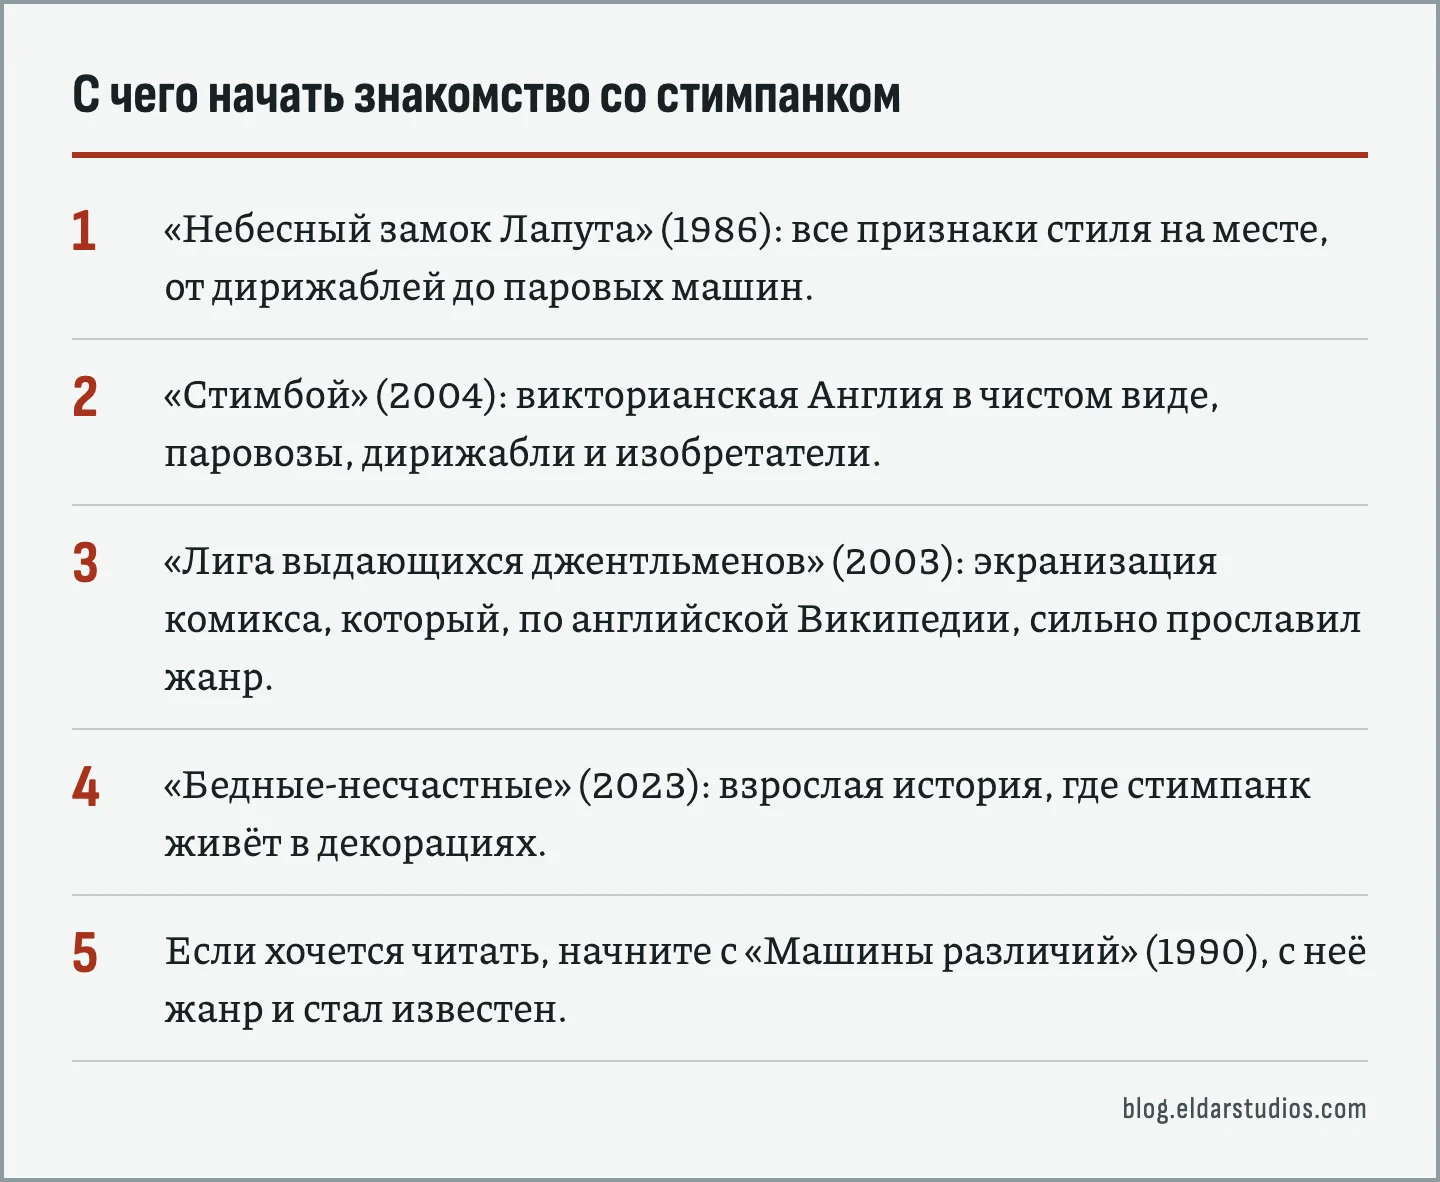 С чего начать знакомство со стимпанком
1
«Небесный замок Лапута» (1986): все признаки стиля на месте,
от дирижаблей до паровых машин.
2
«Стимбой» (2004): викторианская Англия в чистом виде,
паровозы, дирижабли и изобретатели.
3
«Лига выдающихся джентльменов» (2003): экранизация
комикса, который, по английской Википедии, сильно прославил
жанр.
4
«Бедные-несчастные» (2023): взрослая история, где стимпанк
живёт в декорациях.
5
Если хочется читать, начните с «Машины различий» (1990), с неё
жанр и стал известен.
blog.eldarstudios.com